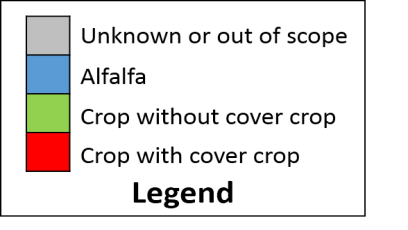 Unknown or out of scope
Alfalfa
Crop without cover crop
Crop with cover crop
Legend